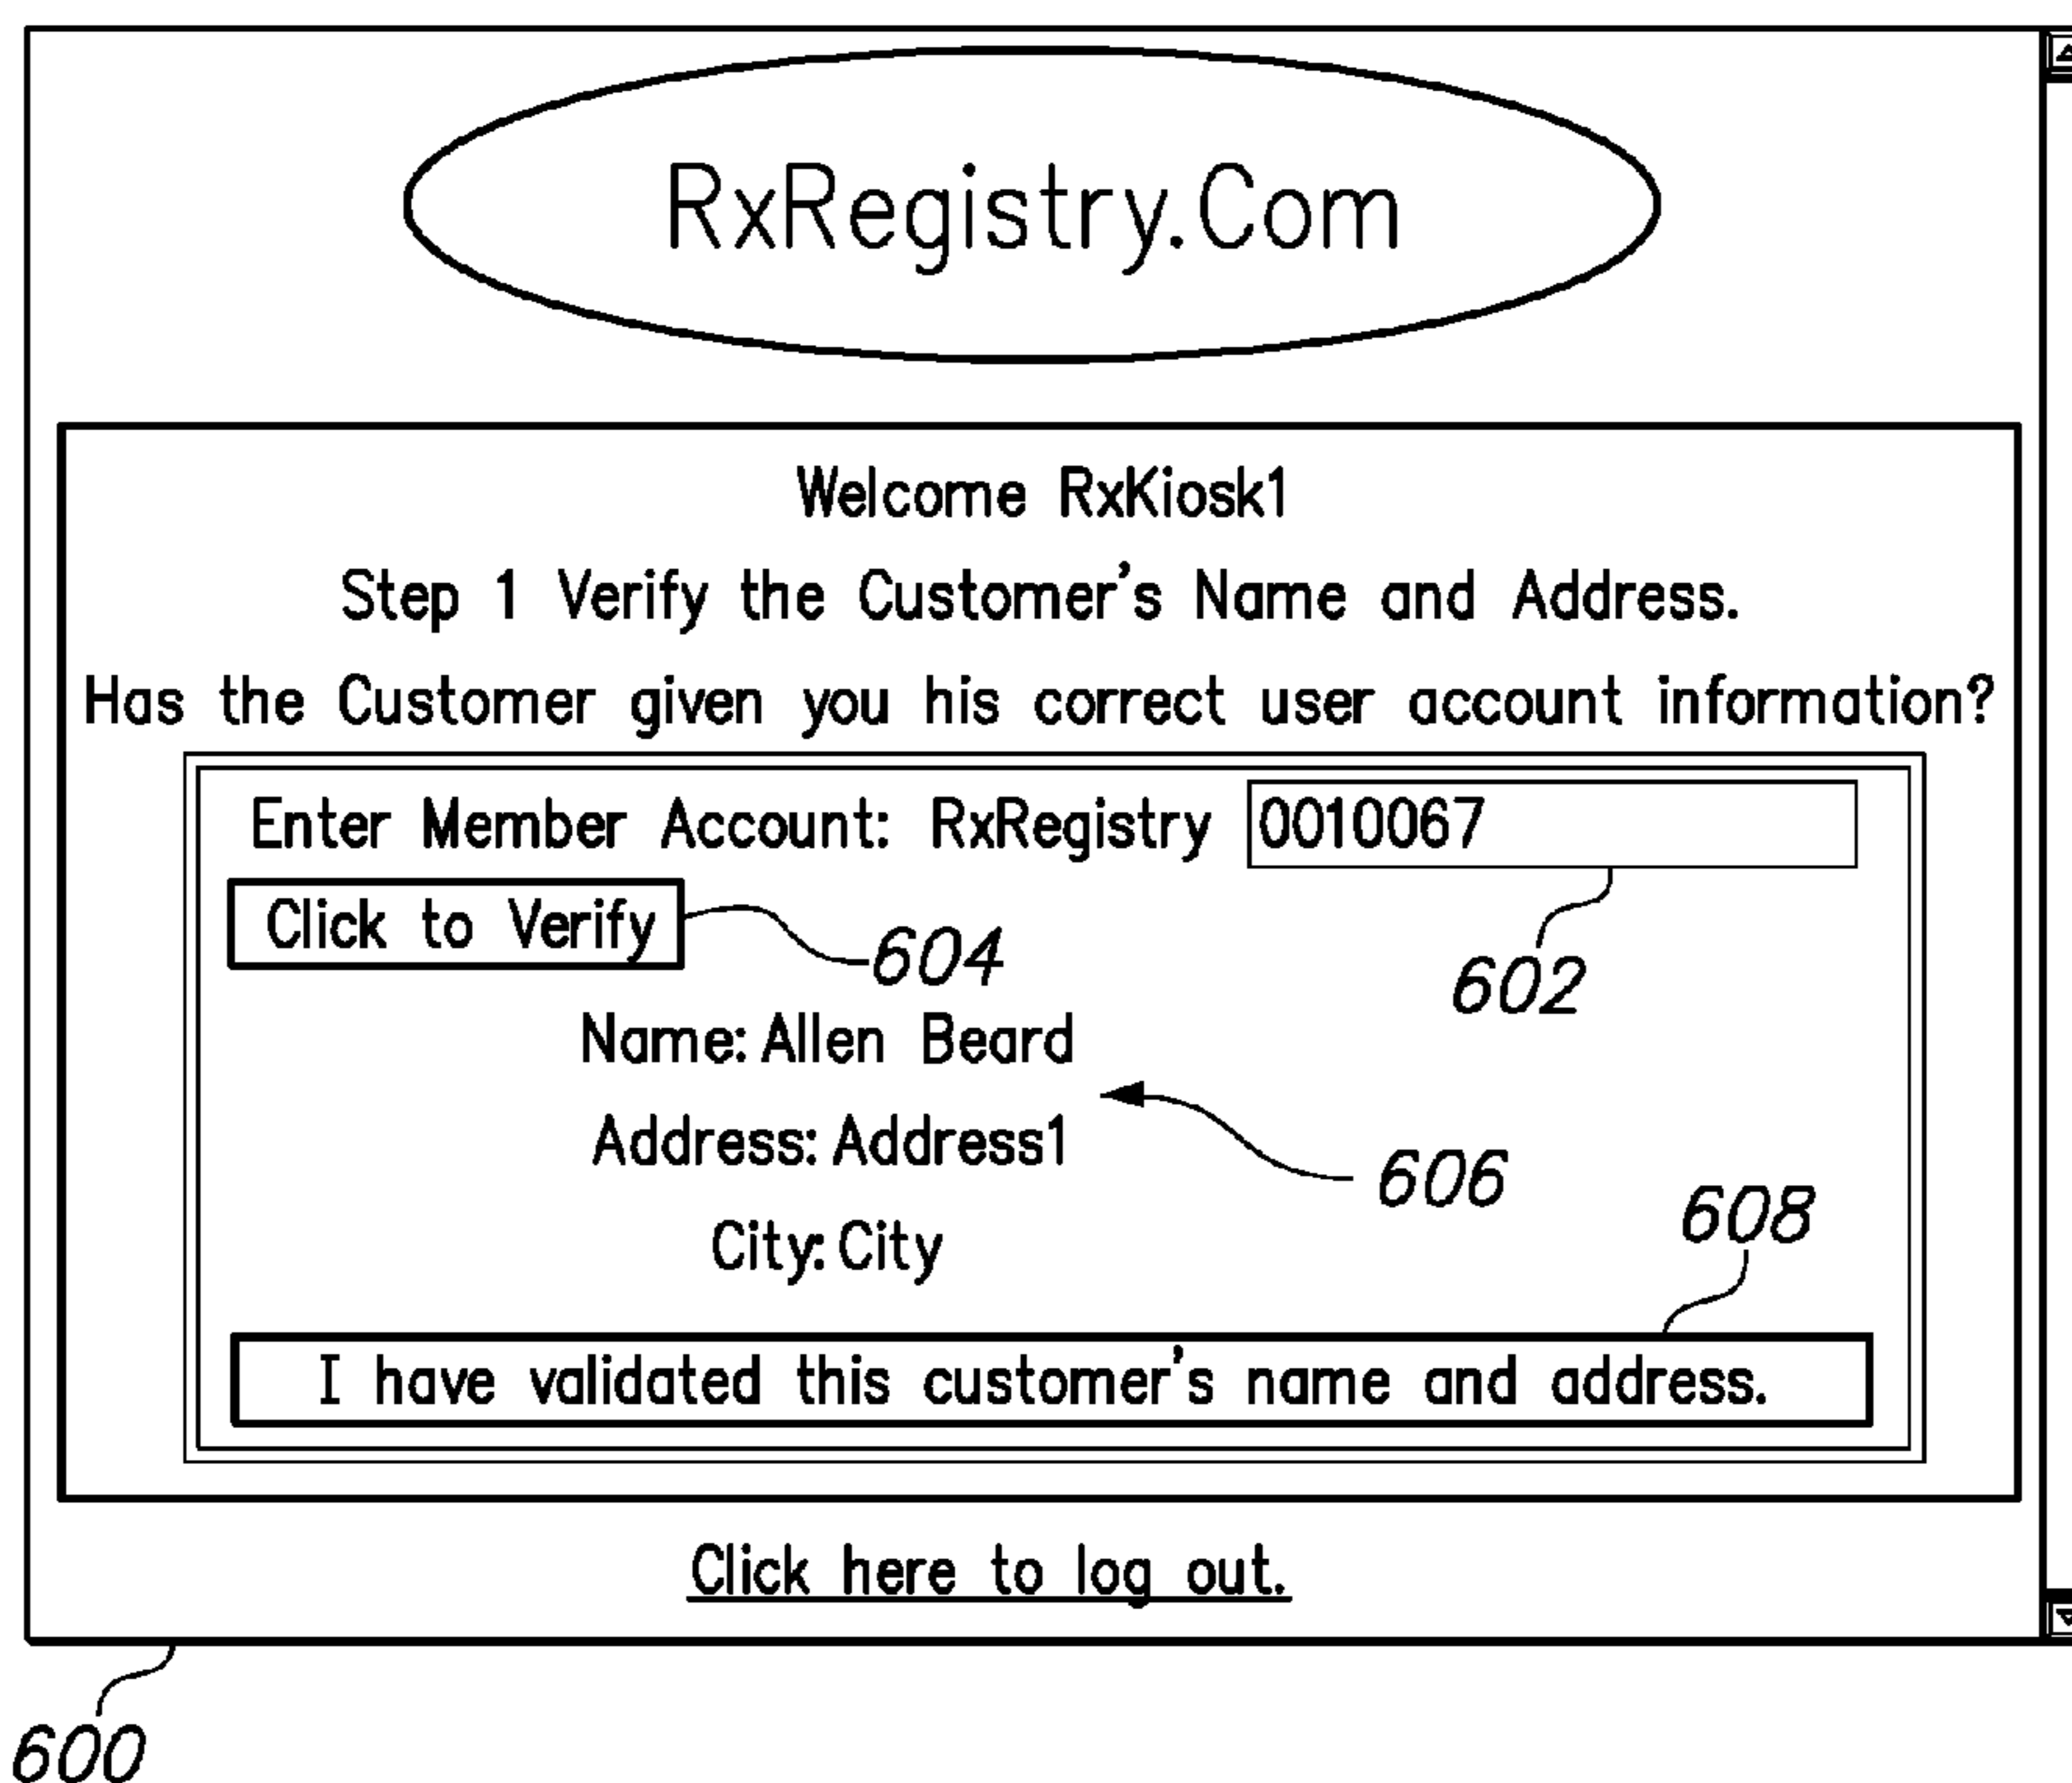 RxRegistry.Com
Welcome RxKiosk1
Step 1 Verify the Customer's Name and Address.
Has the Customer given you his correct user account information?
Enter Member Account: RxRegistry 0010067
Click to Verify
604
602
Name: Allen Beard
Address: Address1
606
608
City: City
I have validated this customer's name and address.
Click here to log out.
600